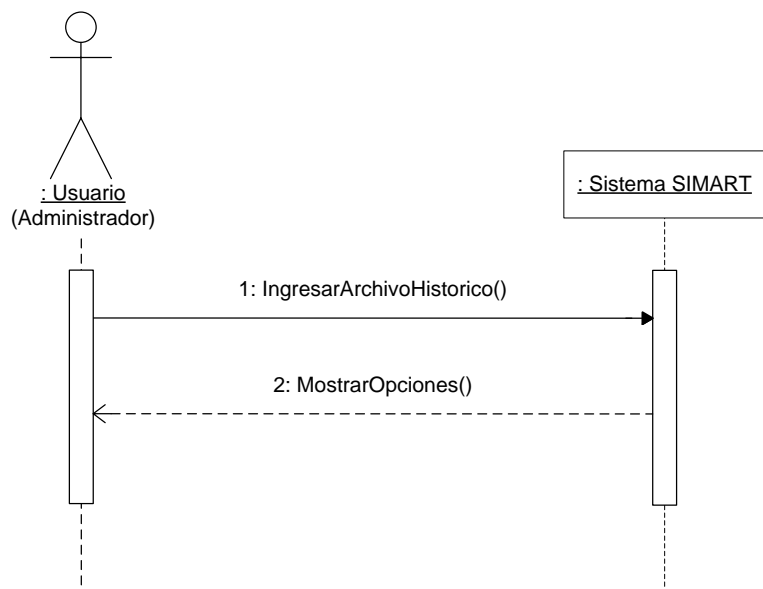 : Usuario
(Administrador)
: Sistema SIMART
1: IngresarArchivoHistorico()
2: MostrarOpciones()